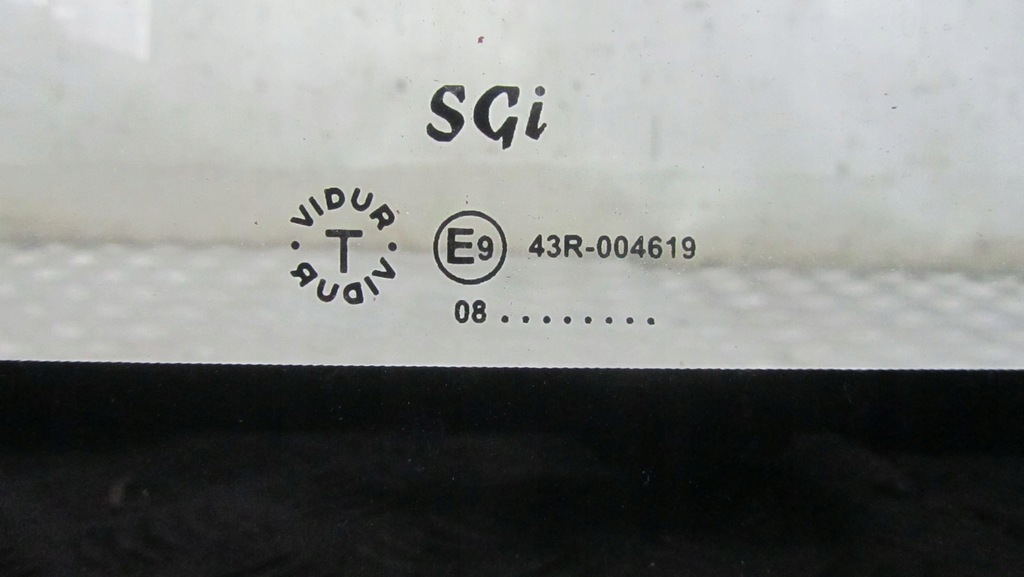 SGi
VIDUR
T
VIDUR
E9 43R-004619
08 ........